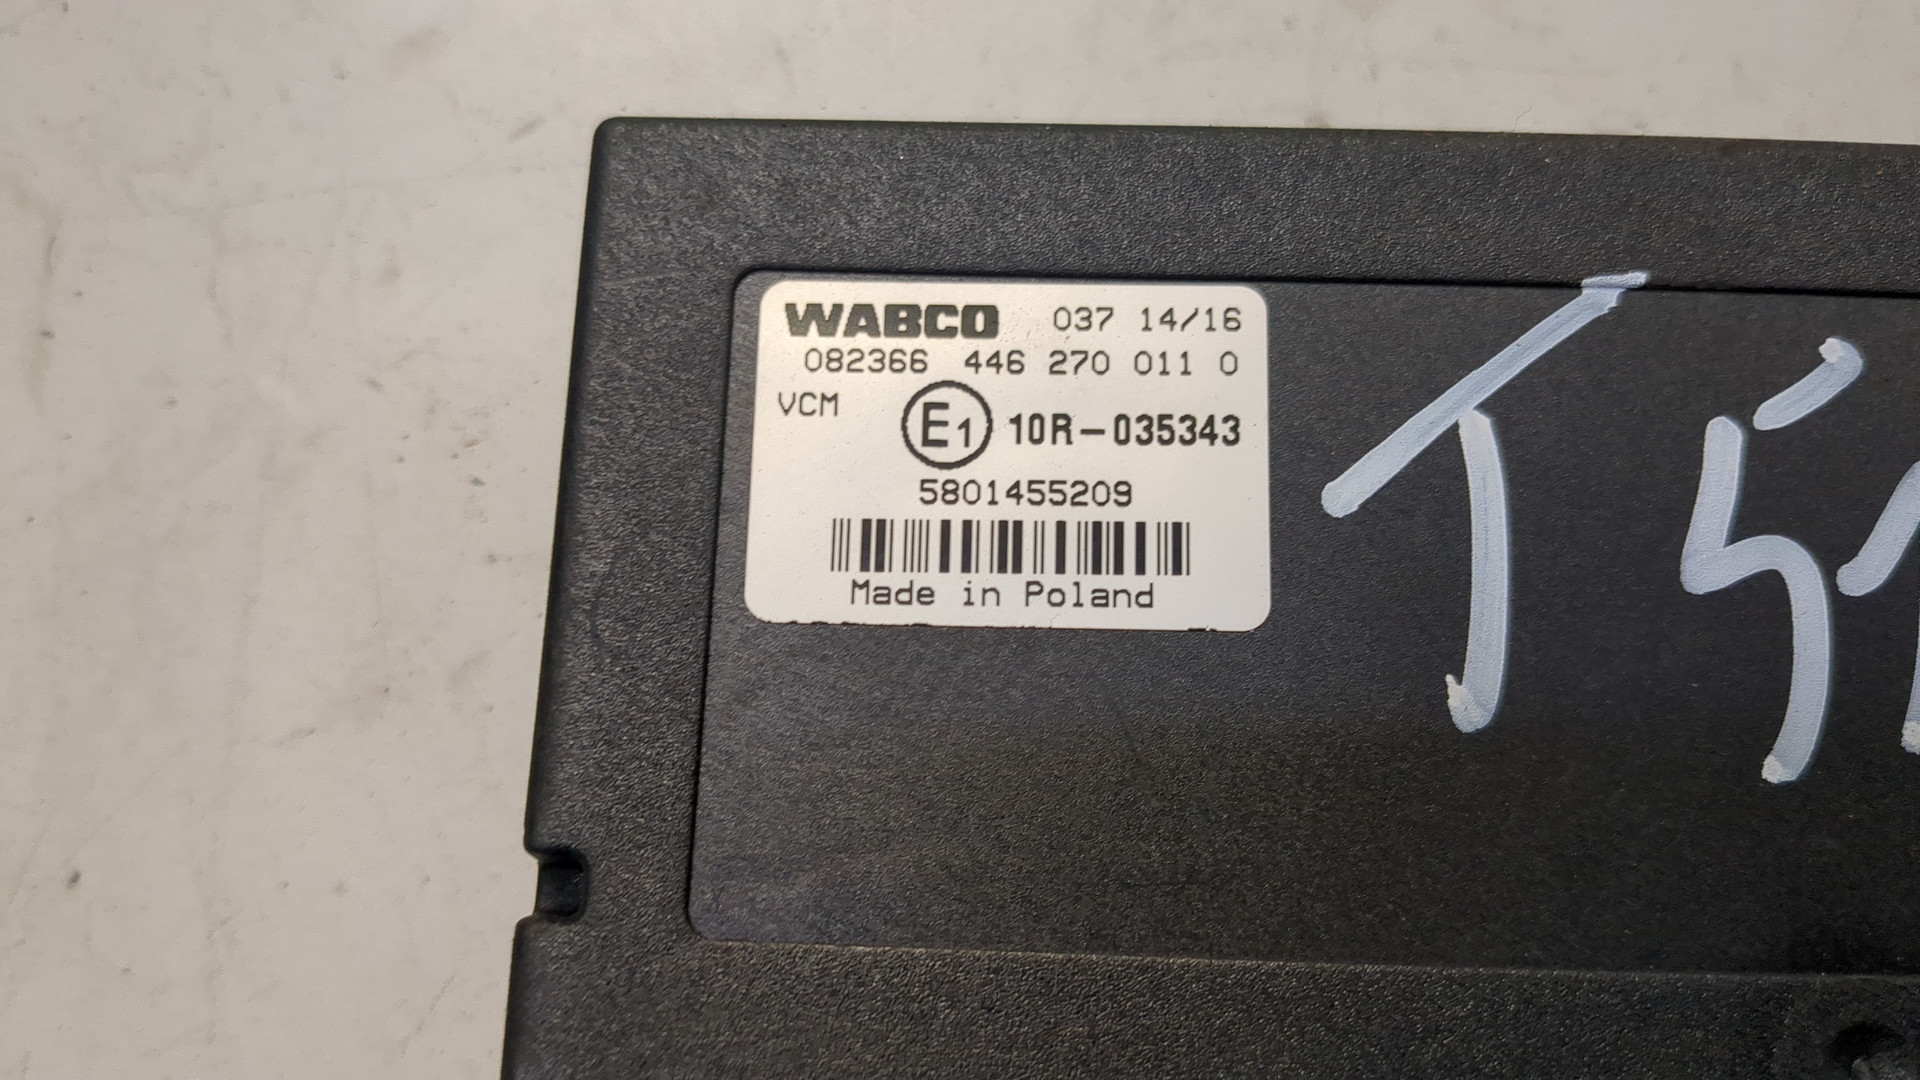 WABCO 037 14/16
082366 446 270 011 0
VCM E1 10R-035343
5801455209
Made in Poland